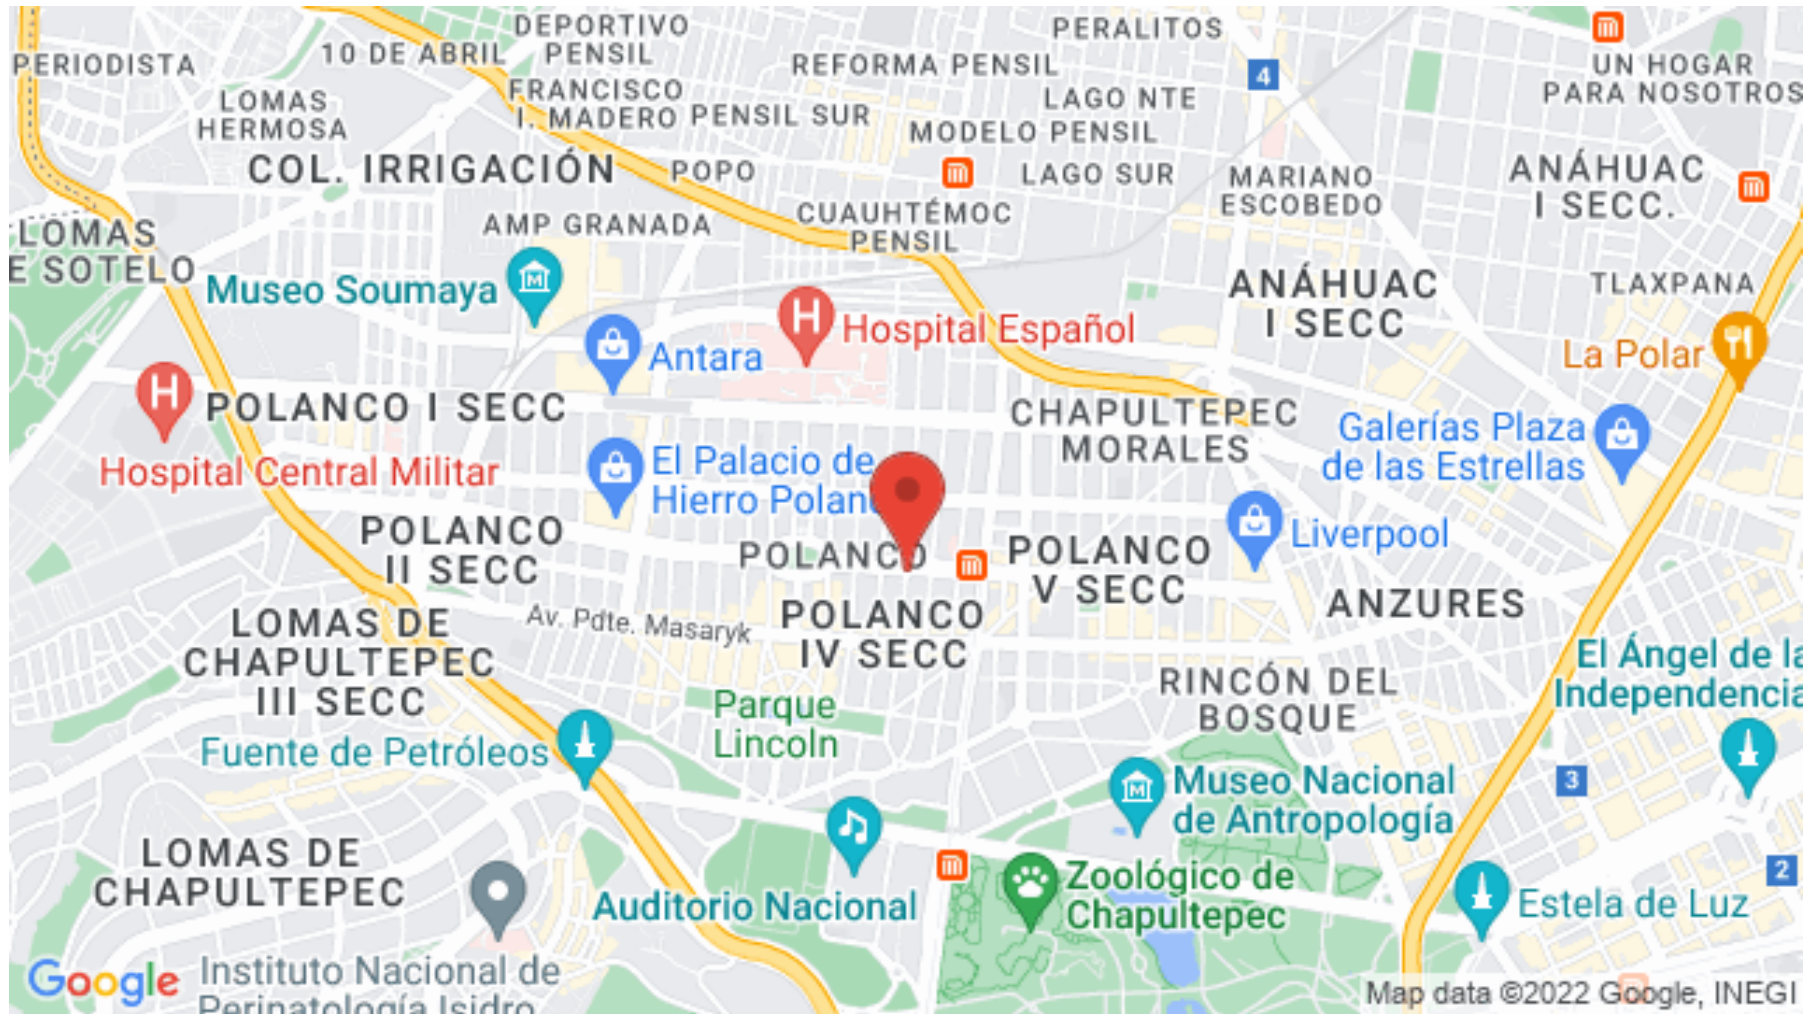 DEPORTIVO
PENSIL
PERALITOS
PERIODISTA
10 DE ABRIL
REFORMA PENSIL
4
UN HOGAR
PARA NOSOTROS
LOMAS
HERMOSA
FRANCISCO
I. MADERO
PENSIL SUR
LAGO NTE
MODELO PENSIL
COL. IRRIGACIÓN
POPO
LAGO SUR
MARIANO
ESCOBEDO
ANÁHUAC
I SECC.
AMP GRANADA
CUAUHTÉMOC
PENSIL
LOMAS
E SOTELO
Museo Soumaya
ANÁHUAC
I SECC
TLAXPANA
Hospital Español
Antara
La Polar
POLANCO I SECC
CHAPULTEPEC
MORALES
Galerías Plaza
de las Estrellas
Hospital Central Militar
El Palacio de
Hierro Polan
POLANCO
II SECC
POLANCO
POLANCO
V SECC
Liverpool
ANZURES
LOMAS DE
CHAPULTEPEC
III SECC
Av. Pdte. Masaryk
POLANCO
IV SECC
El Ángel de la
Independencia
RINCÓN DEL
BOSQUE
Parque
Lincoln
Fuente de Petróleos
Museo Nacional
de Antropología
3
LOMAS DE
CHAPULTEPEC
Auditorio Nacional
Zoológico de
Chapultepec
2
Estela de Luz
Google
Instituto Nacional de
Perinatología Isidro
Map data ©2022 Google, INEGI